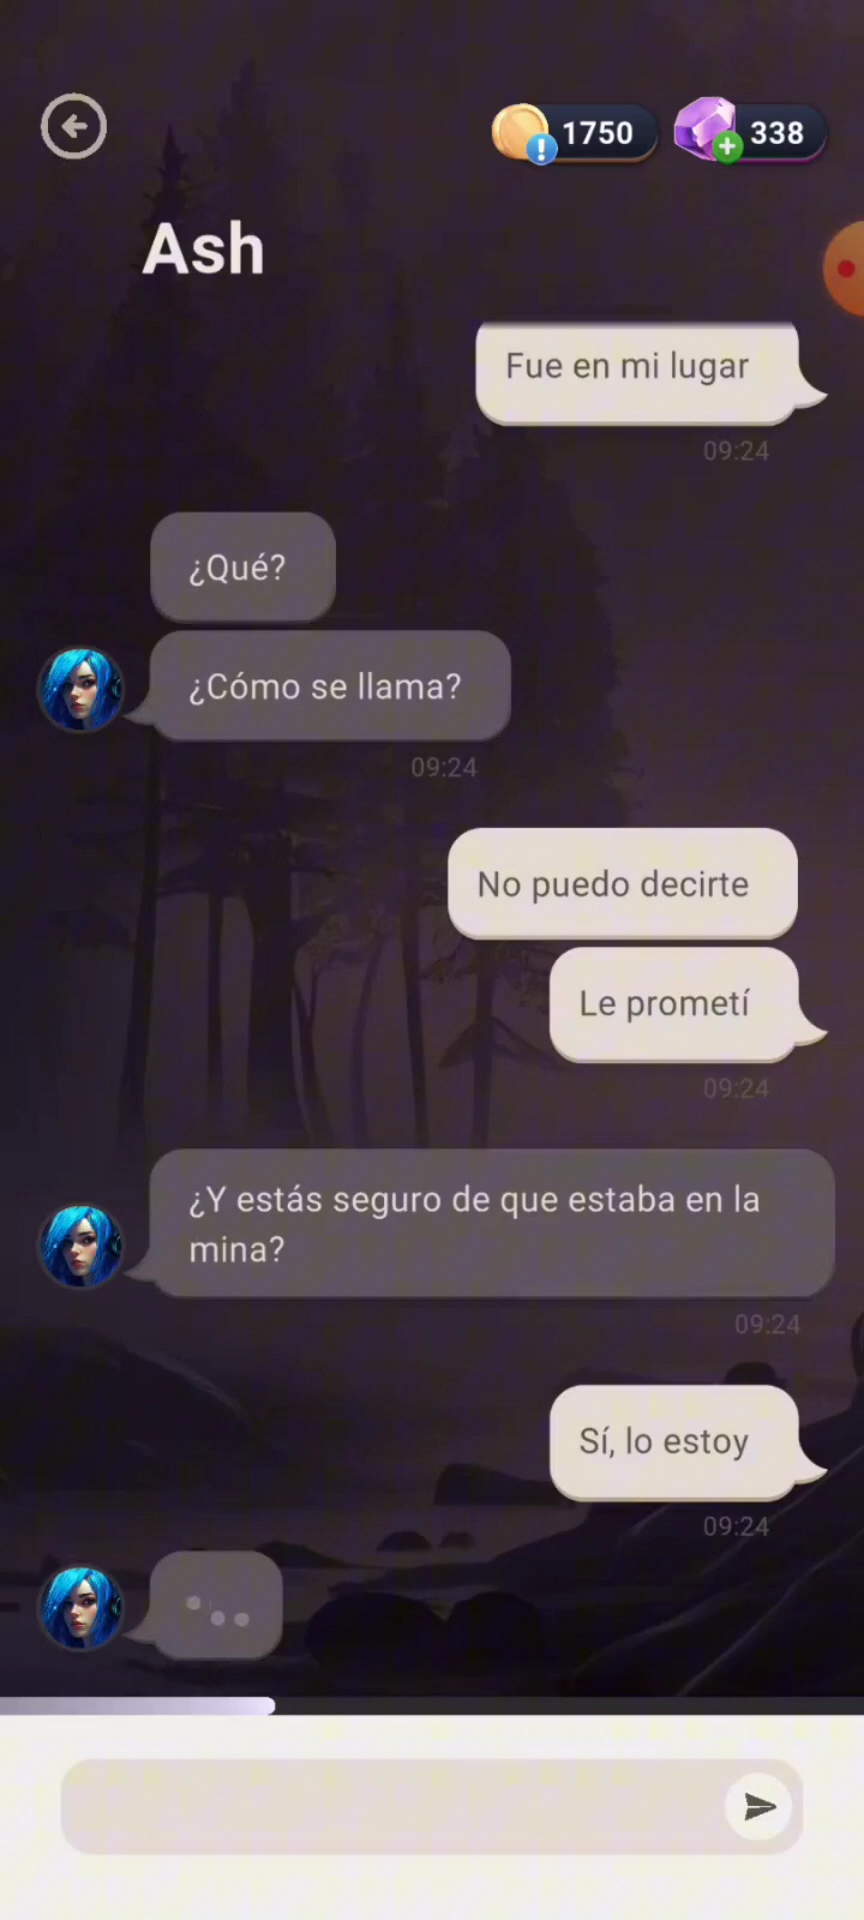 1750
338
Ash
Fue en mi lugar
09:24
¿Qué?
¿Cómo se llama?
09:24
No puedo decirte
Le prometí
09:24
¿Y estás seguro de que estaba en la
mina?
09:24
Sí, lo estoy
09:24